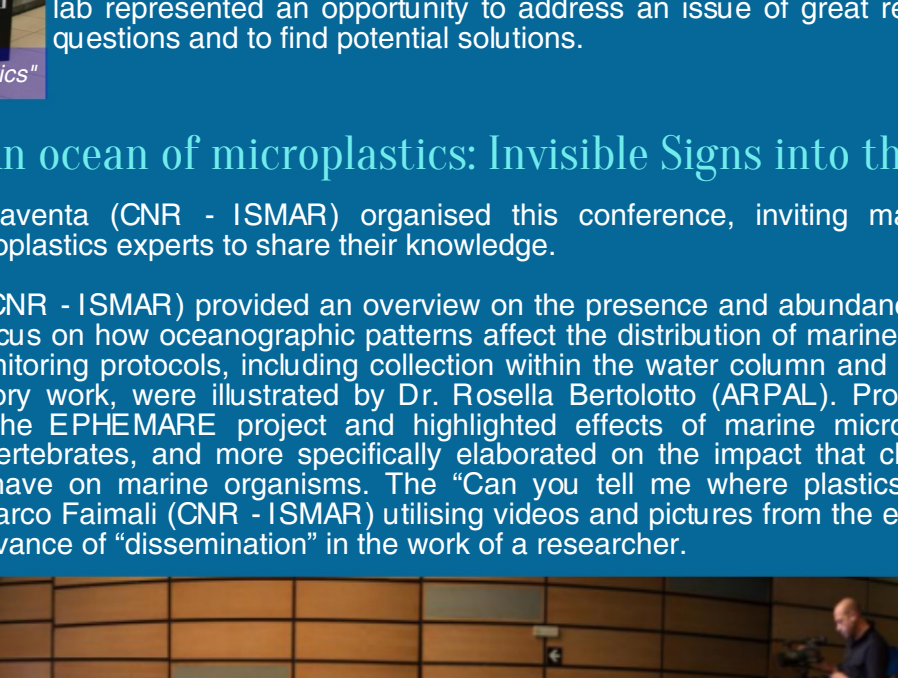 lab represented an opportunity to address an issue of great re
questions and to find potential solutions.
ics"
n ocean of microplastics: Invisible Signs into th
aventa (CNR - ISMAR) organised this conference, inviting ma
oplastics experts to share their knowledge.
CNR - ISMAR) provided an overview on the presence and abundanc
cus on how oceanographic patterns affect the distribution of marine
nitoring protocols, including collection within the water column and
ory work, were illustrated by Dr. Rosella Bertolotto (ARPAL). Pro
the EPHEMARE project and highlighted effects of marine micro
ertebrates, and more specifically elaborated on the impact that c
have on marine organisms. The “Can you tell me where plastics
arco Faimali (CNR - ISMAR) utilising videos and pictures from the e
vance of “dissemination” in the work of a researcher.